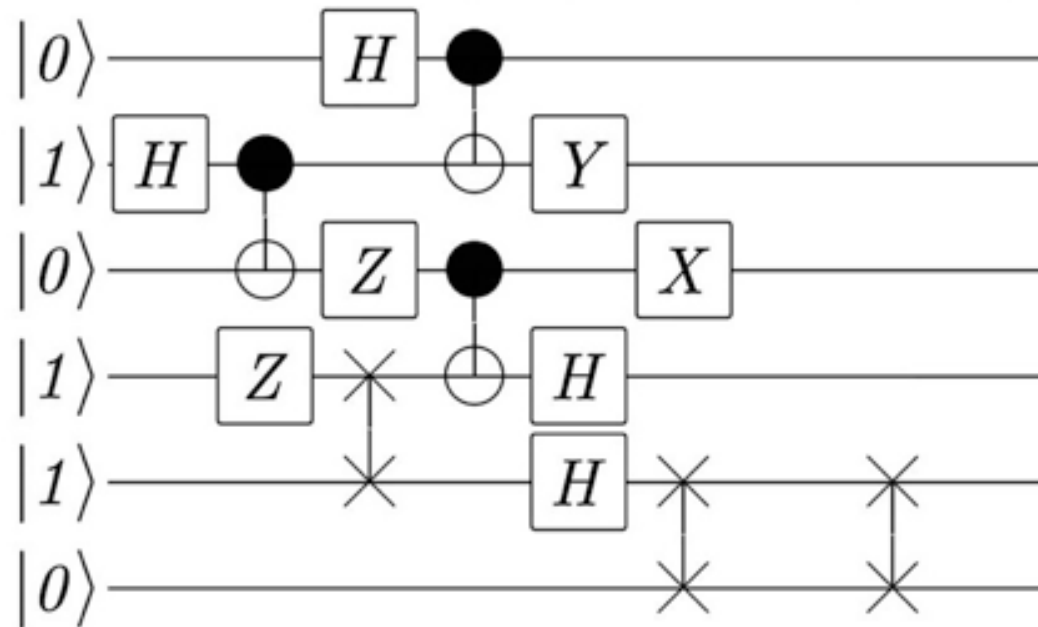 |0⟩ H
|1⟩ H Y
|0⟩ Z X
|1⟩ Z H
|1⟩ H
|0⟩